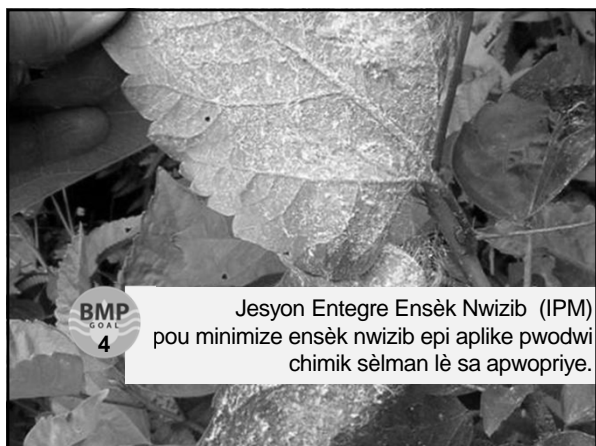 BMP
GOAL
4
Jesyon Entegre Ensèk Nwizib (IPM)
pou minimize ensèk nwizib epi aplike pwodwi
chimik sèlman lè sa apwopriye.